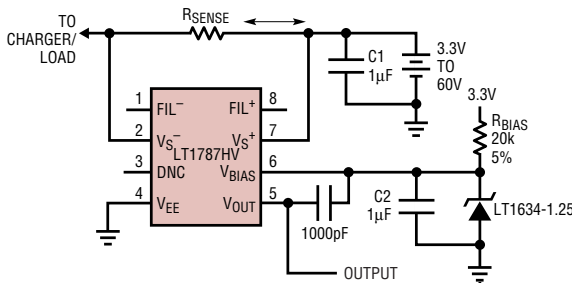 TO
CHARGER/
LOAD
RSENSE
C1
1µF
3.3V
TO
60V
1 FIL– FIL+ 8
2 VS– VS+ 7
LT1787HV
3 DNC VBIAS 6
4 VEE VOUT 5
1000pF
C2
1µF
3.3V
RBIAS
20k
5%
LT1634-1.25
OUTPUT